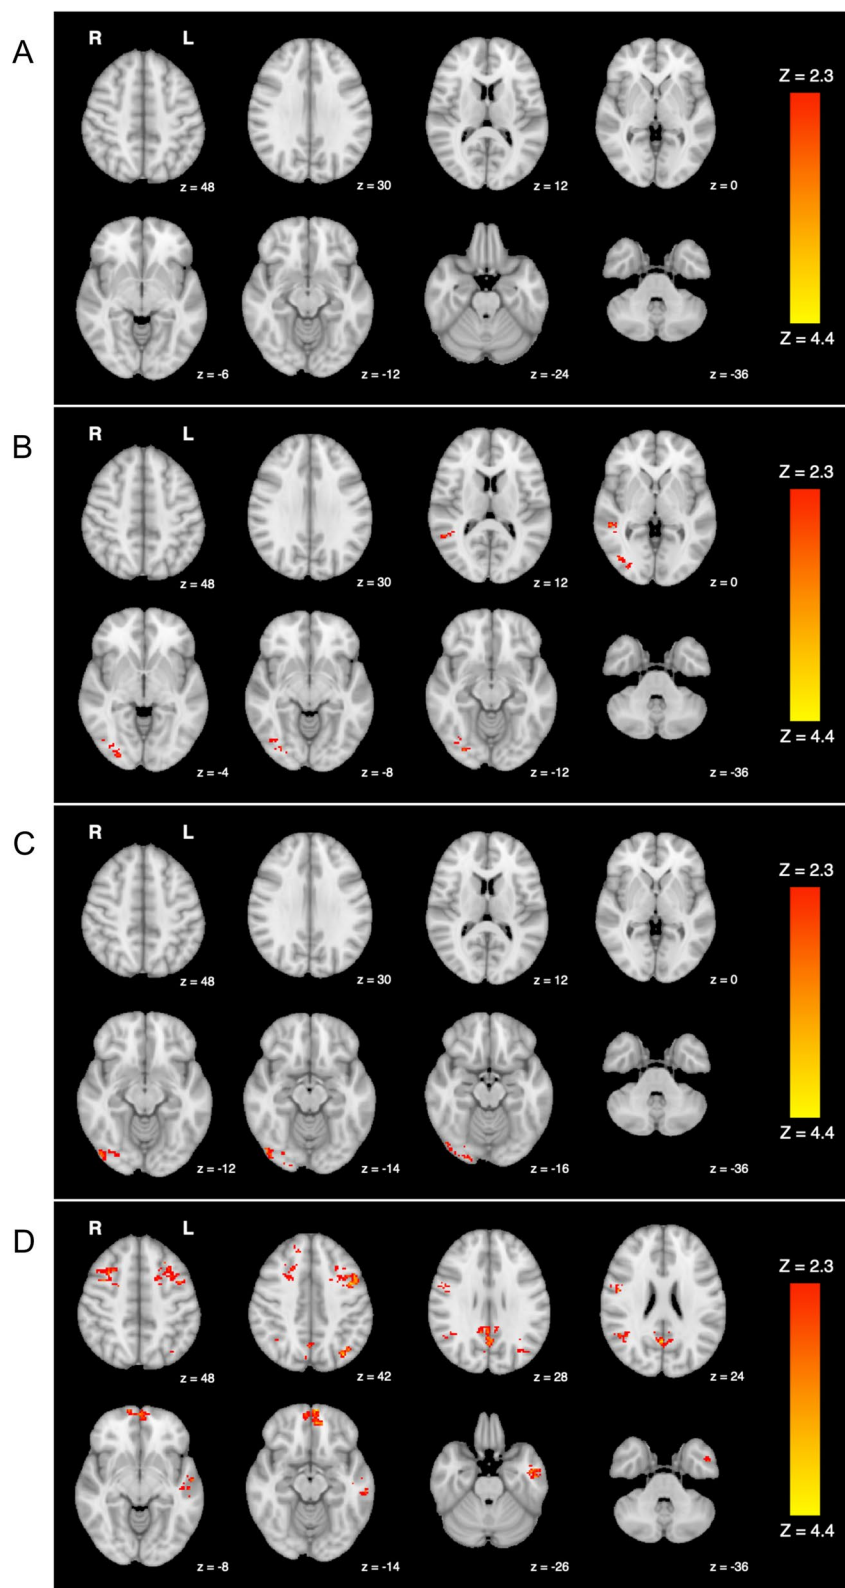 A
R L
Z = 2.3
z = 48
z = 30
z = 12
z = 0
Z = 4.4
z = -6
z = -12
z = -24
z = -36
B
R L
Z = 2.3
z = 48
z = 30
z = 12
z = 0
Z = 4.4
z = -4
z = -8
z = -12
z = -36
C
R L
Z = 2.3
z = 48
z = 30
z = 12
z = 0
Z = 4.4
z = -12
z = -14
z = -16
z = -36
D
R L
Z = 2.3
z = 48
z = 42
z = 28
z = 24
Z = 4.4
z = -8
z = -14
z = -26
z = -36